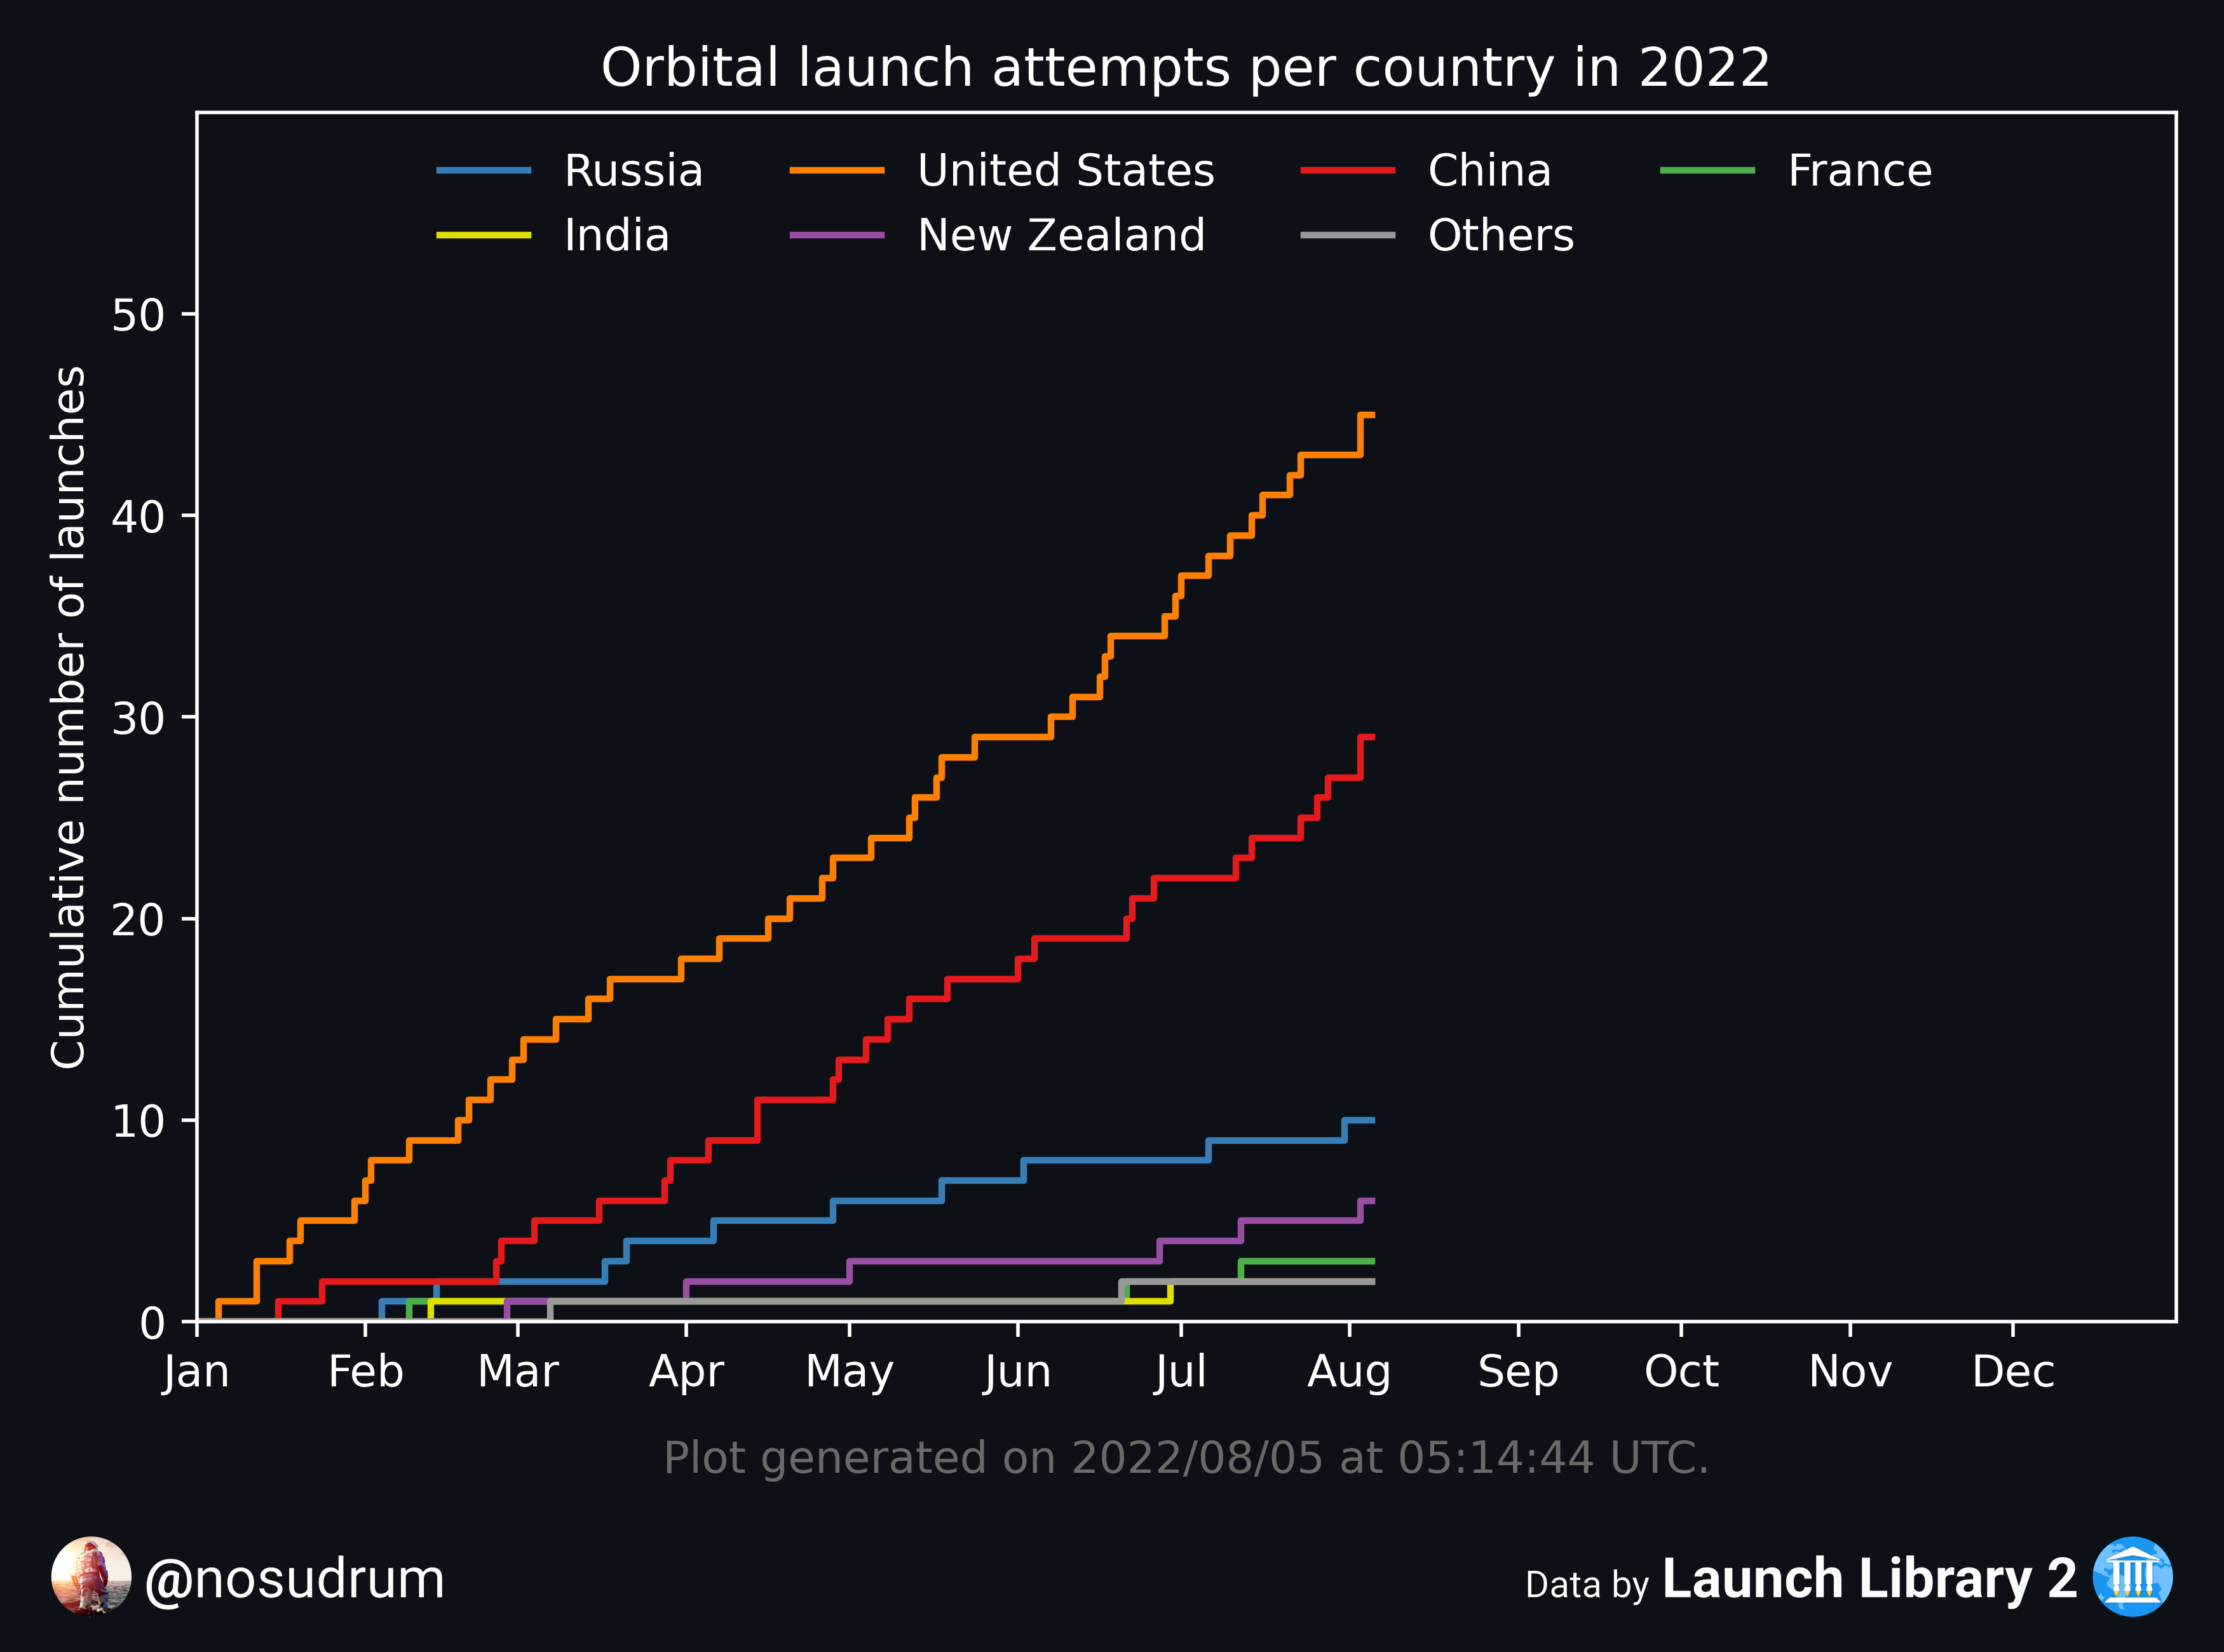 Orbital launch attempts per country in 2022
Russia United States China France
India New Zealand Others
Cumulative number of launches
50
40
30
20
10
0
Jan Feb Mar Apr May Jun Jul Aug Sep Oct Nov Dec
Plot generated on 2022/08/05 at 05:14:44 UTC.
@nosudrum
Data by Launch Library 2